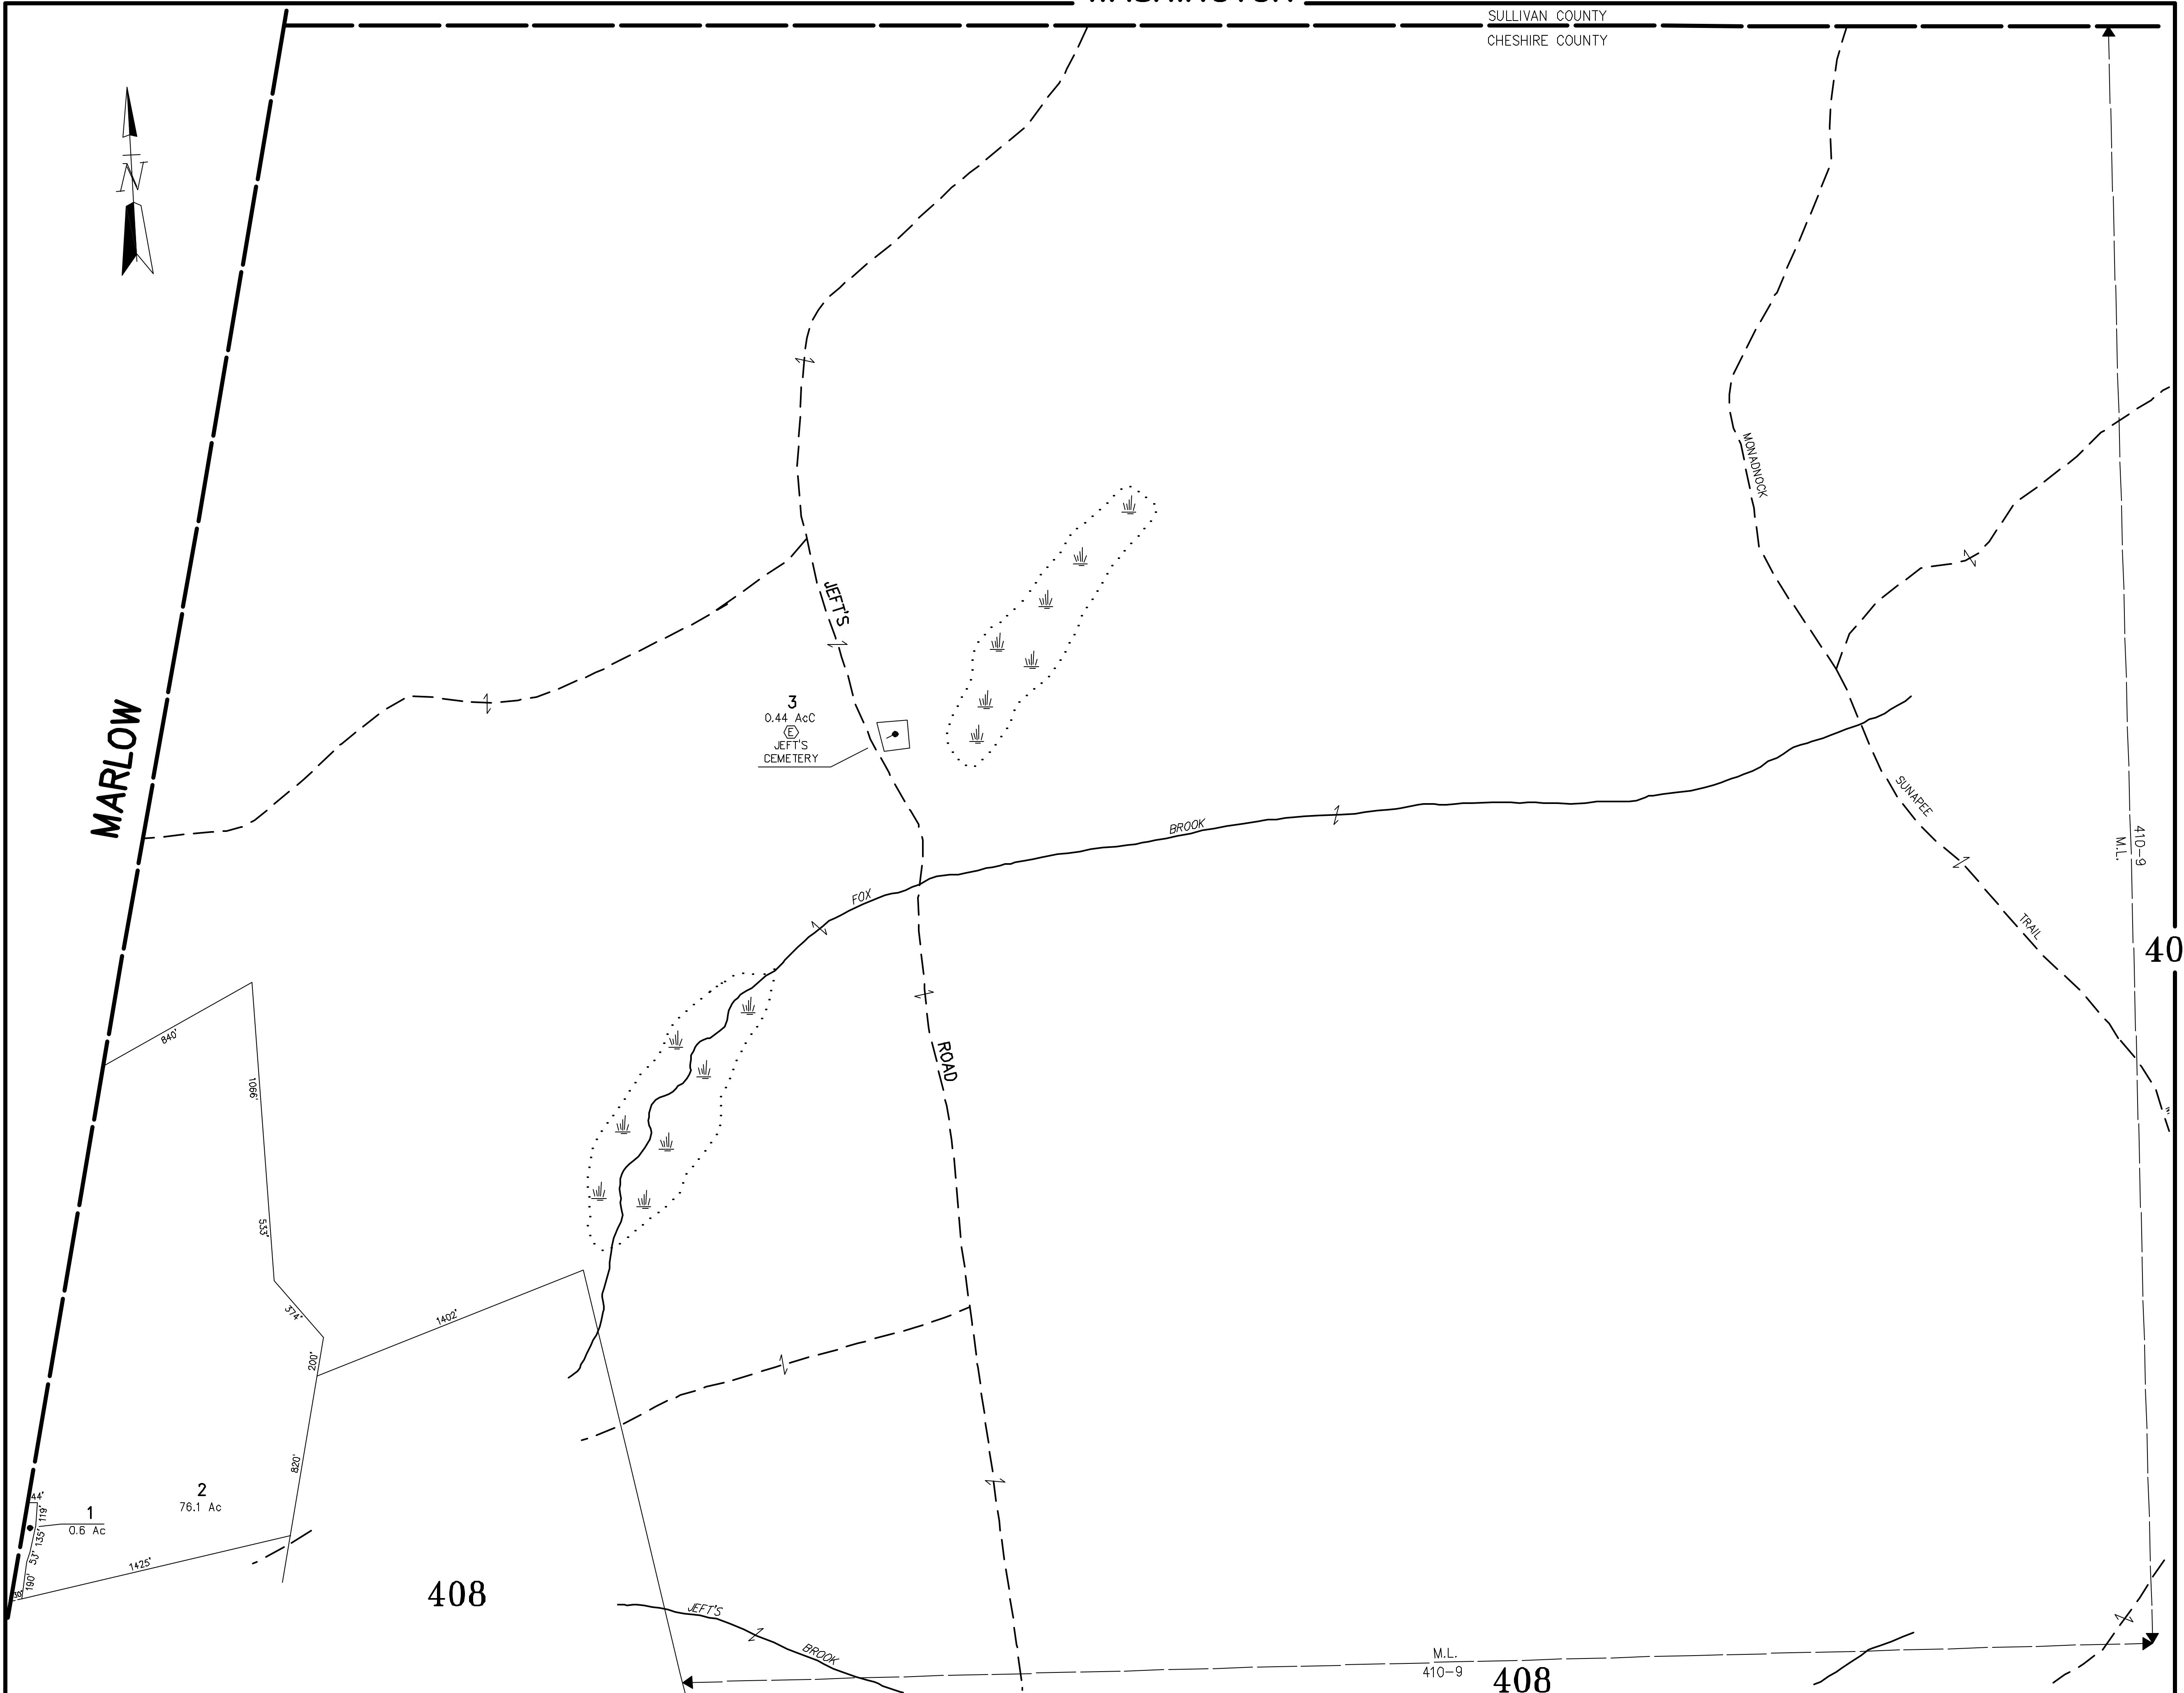 SULLIVAN COUNTY
CHESHIRE COUNTY
N
MONADNOCK
JEFT'S
3
0.44 AcC
E
JEFT'S
CEMETERY
MARLOW
SUNAPEE
BROOK
FOX
410-9
M.L.
TRAIL
40
840'
1066'
ROAD
533'
374'
1402'
200'
820'
2
76.1 Ac
44'
119'
1
0.6 Ac
135'
53'
190'
30'
1425'
408
JEFT'S
BROOK
M.L.
410-9
408